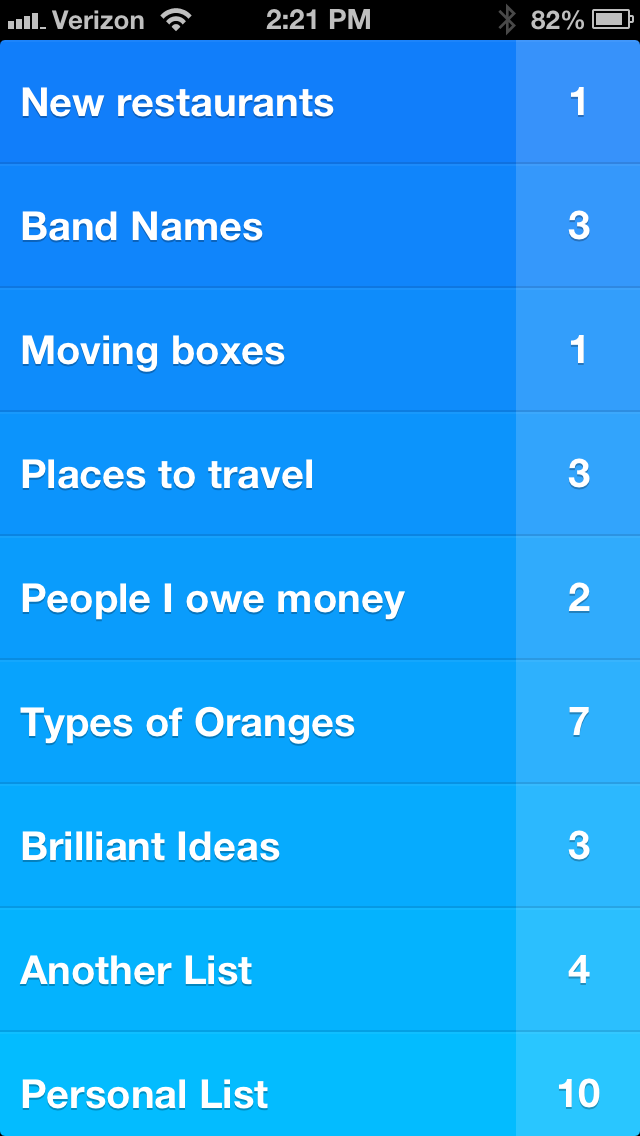 Verizon 2:21 PM 82%
New restaurants 1
Band Names 3
Moving boxes 1
Places to travel 3
People I owe money 2
Types of Oranges 7
Brilliant Ideas 3
Another List 4
Personal List 10